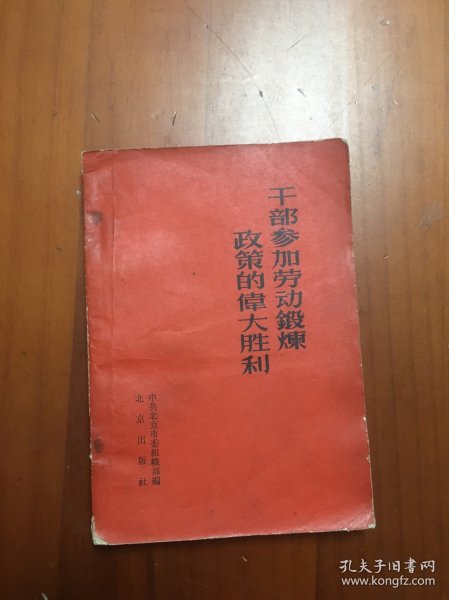 干部参加劳动鍛煉
政策的偉大胜利
中共北京市委組織部編
北京出版社
孔夫子旧书网
www.kongfz.com